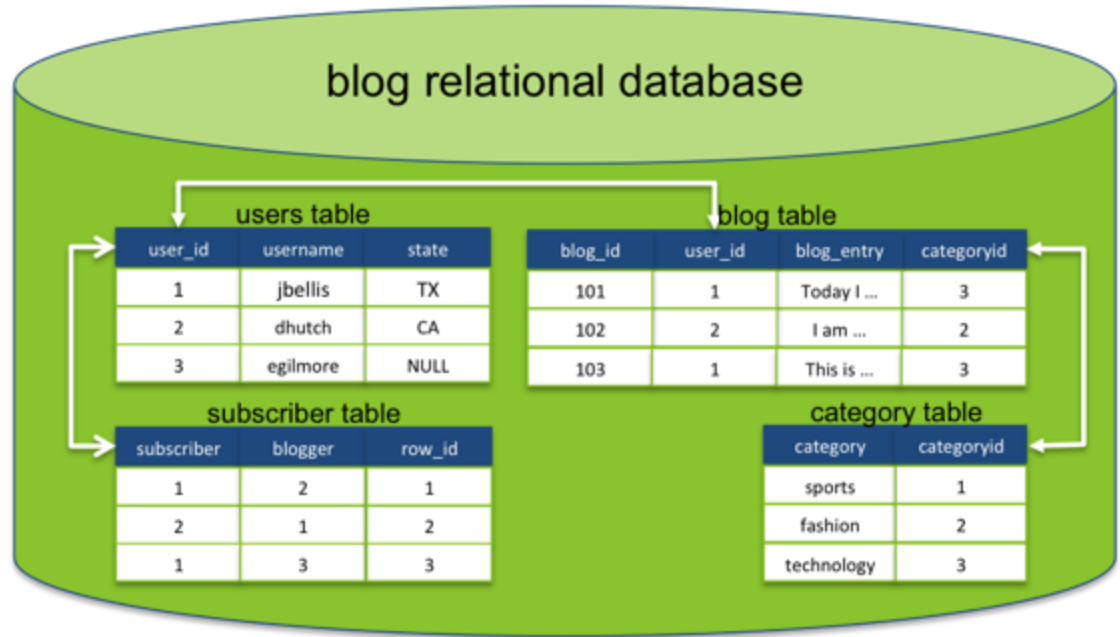 blog relational database
users table
user_id username state
1 jbellis TX
2 dhutch CA
3 egilmore NULL
blog table
blog_id user_id blog_entry categoryid
101 1 Today I ... 3
102 2 I am ... 2
103 1 This is ... 3
subscriber table
subscriber blogger row_id
1 2 1
2 1 2
1 3 3
category table
category categoryid
sports 1
fashion 2
technology 3